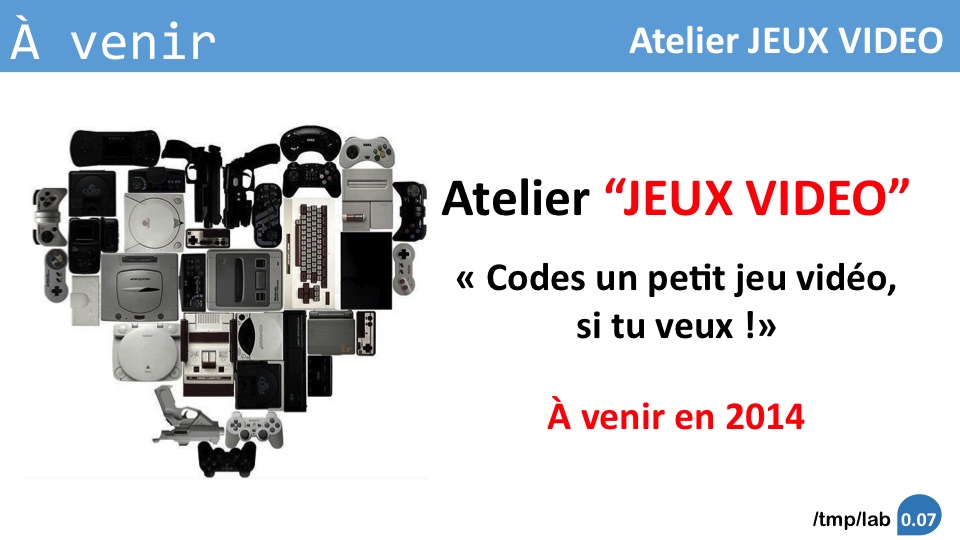 À venir
Atelier JEUX VIDEO
Atelier “JEUX VIDEO”
« Codes un petit jeu vidéo,
si tu veux !»
À venir en 2014
/tmp/lab 0.07